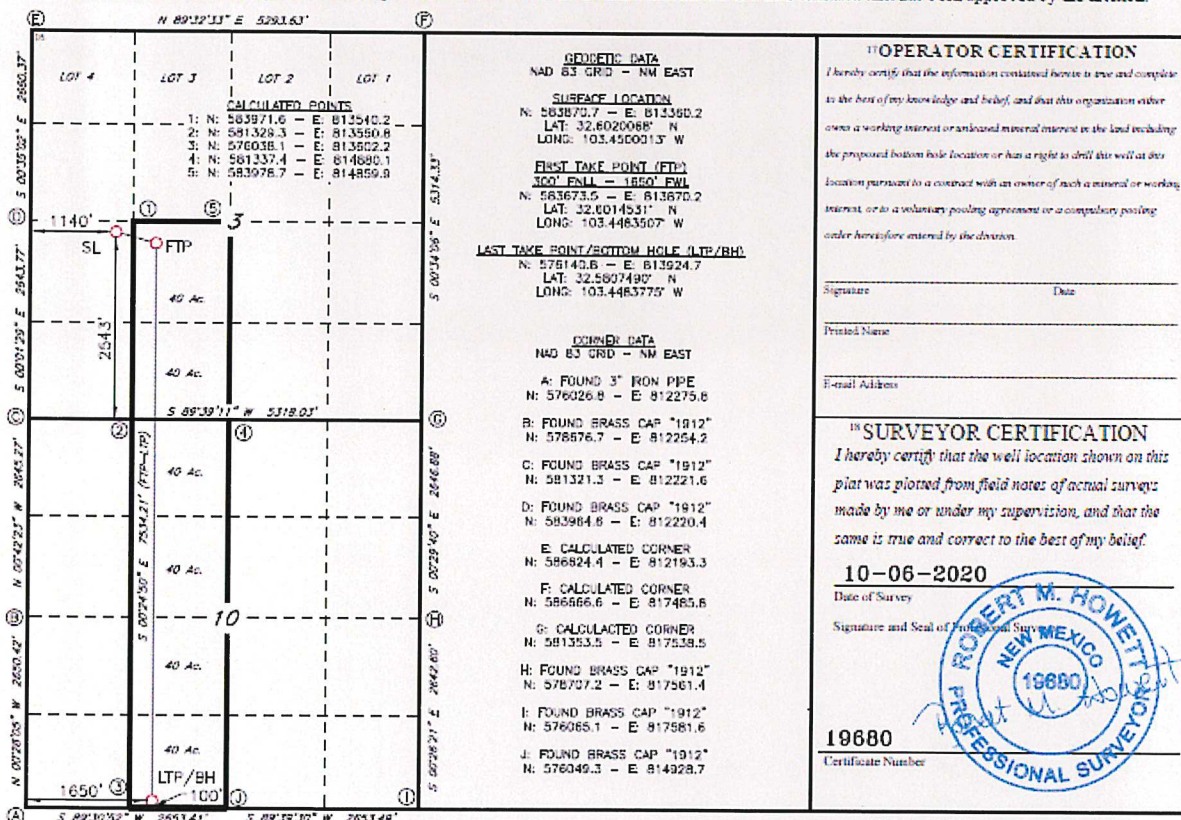 E
N 89'32'33" E 5293.63'
F
16
LOT 4
LOT 3
LOT 2
LOT 1
CALCULATED POINTS
1: N: 583971.6 - E: 813540.2
2: N: 581329.3 - E: 813550.8
3: N: 576038.1 - E: 813602.2
4: N: 581337.4 - E: 814880.1
5: N: 583978.7 - E: 814859.9
S 00'35'02" E 2660.37'
D
1140'
1
5
3
SL
FTP
S 00'34'06" E 5314.33'
40 Ac.
2543'
S 00'01'29" E 2643.77'
40 Ac.
S 89'39'11" W 5318.03'
C
G
2
4
40 Ac.
N 00'42'23" W 2645.27'
S 00'24'50" E 7534.21' (FTP-LTP)
S 00'29'40" E 2646.88'
40 Ac.
B
10
H
40 Ac.
N 00'28'05" W 2650.42'
S 00'26'21" E 2642.60'
40 Ac.
LTP/BH
1650'
3
100'
J
I
A
S 89'30'52" W 2653.41'
S 89'39'10" W 2653.49'
GEODETIC DATA
NAD 83 GRID - NM EAST
SURFACE LOCATION
N: 583870.7 - E: 813360.2
LAT: 32.6020068° N
LONG: 103.4500013° W
FIRST TAKE POINT (FTP)
300' FNLL - 1650' FWL
N: 583673.5 - E: 813670.2
LAT: 32.6014531° N
LONG: 103.4483507° W
LAST TAKE POINT/BOTTOM HOLE (LTP/BH)
N: 576140.8 - E: 813924.7
LAT: 32.5807490° N
LONG: 103.4483775° W
CORNER DATA
NAD 83 GRID - NM EAST
A: FOUND 3" IRON PIPE
N: 576026.8 - E: 812275.8
B: FOUND BRASS CAP "1912"
N: 578676.7 - E: 812254.2
C: FOUND BRASS CAP "1912"
N: 581321.3 - E: 812221.6
D: FOUND BRASS CAP "1912"
N: 583964.6 - E: 812220.4
E: CALCULATED CORNER
N: 586624.4 - E: 812193.3
F: CALCULATED CORNER
N: 586666.6 - E: 817485.8
G: CALCULACTED CORNER
N: 581353.5 - E: 817538.5
H: FOUND BRASS CAP "1912"
N: 578707.2 - E: 817561.4
I: FOUND BRASS CAP "1912"
N: 576065.1 - E: 817581.6
J: FOUND BRASS CAP "1912"
N: 576049.3 - E: 814928.7
17 OPERATOR CERTIFICATION
I hereby certify that the information contained herein is true and complete
to the best of my knowledge and belief, and that this organization either
owns a working interest or unleased mineral interest in the land including
the proposed bottom hole location or has a right to drill this well at this
location pursuant to a contract with an owner of such a mineral or working
interest, or to a voluntary pooling agreement or a compulsory pooling
order heretofore entered by the division.
Signature Date
Printed Name
E-mail Address
18 SURVEYOR CERTIFICATION
I hereby certify that the well location shown on this
plat was plotted from field notes of actual surveys
made by me or under my supervision, and that the
same is true and correct to the best of my belief.
10-06-2020
Date of Survey
Signature and Seal of Professional Surveyor
ROBERT M. HOWETT
NEW MEXICO
19680
PROFESSIONAL SURVEYOR
Robert M. Howett
19680
Certificate Number